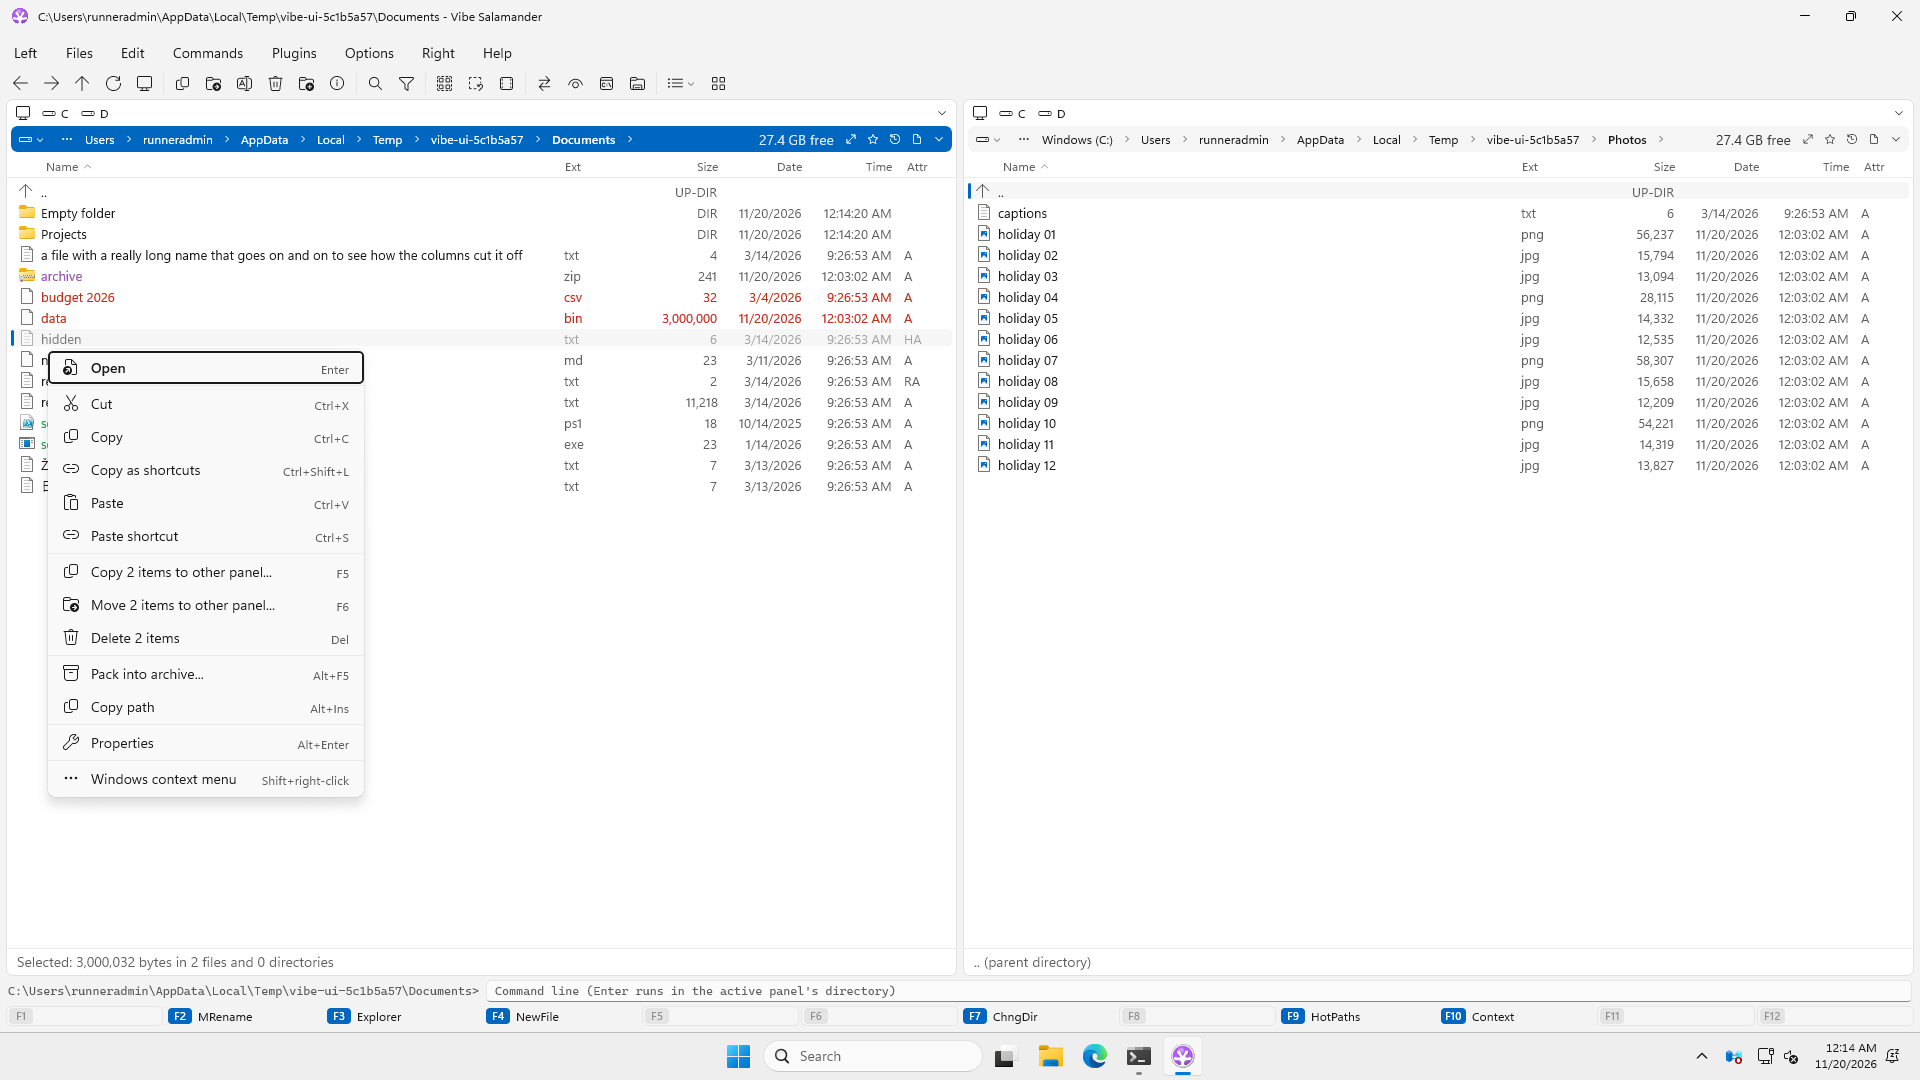 C:\Users\runneradmin\AppData\Local\Temp\vibe-ui-5c1b5a57\Documents - Vibe Salamander
Left Files Edit Commands Plugins Options Right Help
C D
Users runneradmin AppData Local Temp vibe-ui-5c1b5a57 Documents 27.4 GB free
Name Ext Size Date Time Attr
.. UP-DIR
Empty folder DIR 11/20/2026 12:14:20 AM
Projects DIR 11/20/2026 12:14:20 AM
a file with a really long name that goes on and on to see how the columns cut it off txt 4 3/14/2026 9:26:53 AM A
archive zip 241 11/20/2026 12:03:02 AM A
budget 2026 csv 32 3/4/2026 9:26:53 AM A
data bin 3,000,000 11/20/2026 12:03:02 AM A
hidden txt 6 3/14/2026 9:26:53 AM HA
md 23 3/11/2026 9:26:53 AM A
txt 2 3/14/2026 9:26:53 AM RA
txt 11,218 3/14/2026 9:26:53 AM A
ps1 18 10/14/2025 9:26:53 AM A
exe 23 1/14/2026 9:26:53 AM A
txt 7 3/13/2026 9:26:53 AM A
txt 7 3/13/2026 9:26:53 AM A
Open Enter
Cut Ctrl+X
Copy Ctrl+C
Copy as shortcuts Ctrl+Shift+L
Paste Ctrl+V
Paste shortcut Ctrl+S
Copy 2 items to other panel... F5
Move 2 items to other panel... F6
Delete 2 items Del
Pack into archive... Alt+F5
Copy path Alt+Ins
Properties Alt+Enter
Windows context menu Shift+right-click
Selected: 3,000,032 bytes in 2 files and 0 directories
C D
Windows (C:) Users runneradmin AppData Local Temp vibe-ui-5c1b5a57 Photos 27.4 GB free
Name Ext Size Date Time Attr
.. UP-DIR
captions txt 6 3/14/2026 9:26:53 AM A
holiday 01 png 56,237 11/20/2026 12:03:02 AM A
holiday 02 jpg 15,794 11/20/2026 12:03:02 AM A
holiday 03 jpg 13,094 11/20/2026 12:03:02 AM A
holiday 04 png 28,115 11/20/2026 12:03:02 AM A
holiday 05 jpg 14,332 11/20/2026 12:03:02 AM A
holiday 06 jpg 12,535 11/20/2026 12:03:02 AM A
holiday 07 png 58,307 11/20/2026 12:03:02 AM A
holiday 08 jpg 15,658 11/20/2026 12:03:02 AM A
holiday 09 jpg 12,209 11/20/2026 12:03:02 AM A
holiday 10 png 54,221 11/20/2026 12:03:02 AM A
holiday 11 jpg 14,319 11/20/2026 12:03:02 AM A
holiday 12 jpg 13,827 11/20/2026 12:03:02 AM A
.. (parent directory)
C:\Users\runneradmin\AppData\Local\Temp\vibe-ui-5c1b5a57\Documents> Command line (Enter runs in the active panel's directory)
F1 F2 MRename F3 Explorer F4 NewFile F5 F6 F7 ChngDir F8 F9 HotPaths F10 Context F11 F12
Search
12:14 AM
11/20/2026